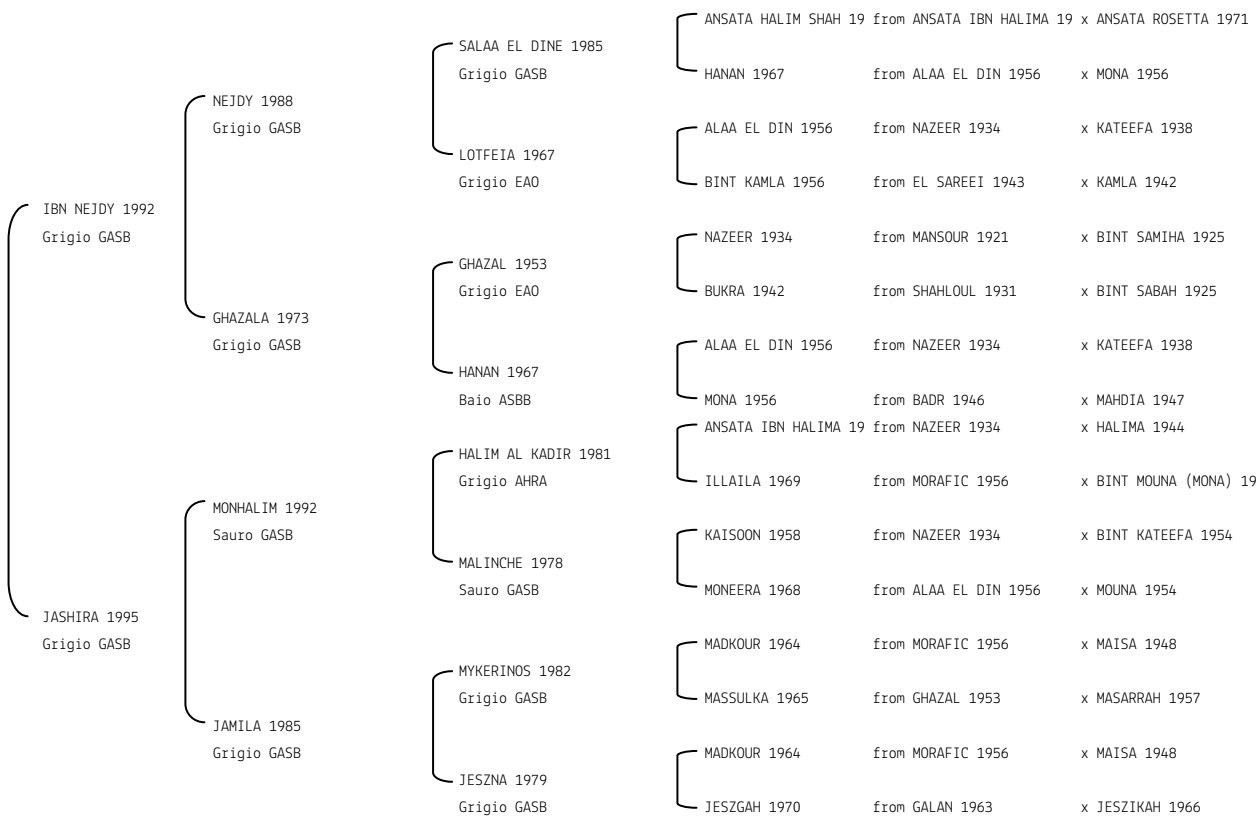 ANSATA HALIM SHAH 19 from ANSATA IBN HALIMA 19 x ANSATA ROSETTA 1971
SALAA EL DINE 1985
Grigio GASB
HANAN 1967 from ALAA EL DIN 1956 x MONA 1956
NEJDY 1988
Grigio GASB
ALAA EL DIN 1956 from NAZEER 1934 x KATEEFA 1938
LOTFEIA 1967
Grigio EAO
BINT KAMLA 1956 from EL SAREEI 1943 x KAMLA 1942
IBN NEJDY 1992
Grigio GASB
NAZEER 1934 from MANSOUR 1921 x BINT SAMIHA 1925
GHAZAL 1953
Grigio EAO
BUKRA 1942 from SHAHLOUL 1931 x BINT SABAH 1925
GHAZALA 1973
Grigio GASB
ALAA EL DIN 1956 from NAZEER 1934 x KATEEFA 1938
HANAN 1967
Baio ASBB
MONA 1956 from BADR 1946 x MAHDIA 1947
ANSATA IBN HALIMA 19 from NAZEER 1934 x HALIMA 1944
HALIM AL KADIR 1981
Grigio AHRA
ILLAILA 1969 from MORAFIC 1956 x BINT MOUNA (MONA) 19
MONHALIM 1992
Sauro GASB
KAISOON 1958 from NAZEER 1934 x BINT KATEEFA 1954
MALINCHE 1978
Sauro GASB
MONEERA 1968 from ALAA EL DIN 1956 x MOUNA 1954
JASHIRA 1995
Grigio GASB
MADKOUR 1964 from MORAFIC 1956 x MAISA 1948
MYKERINOS 1982
Grigio GASB
MASSULKA 1965 from GHAZAL 1953 x MASARRAH 1957
JAMILA 1985
Grigio GASB
MADKOUR 1964 from MORAFIC 1956 x MAISA 1948
JESZNA 1979
Grigio GASB
JESZGAH 1970 from GALAN 1963 x JESZIKAH 1966